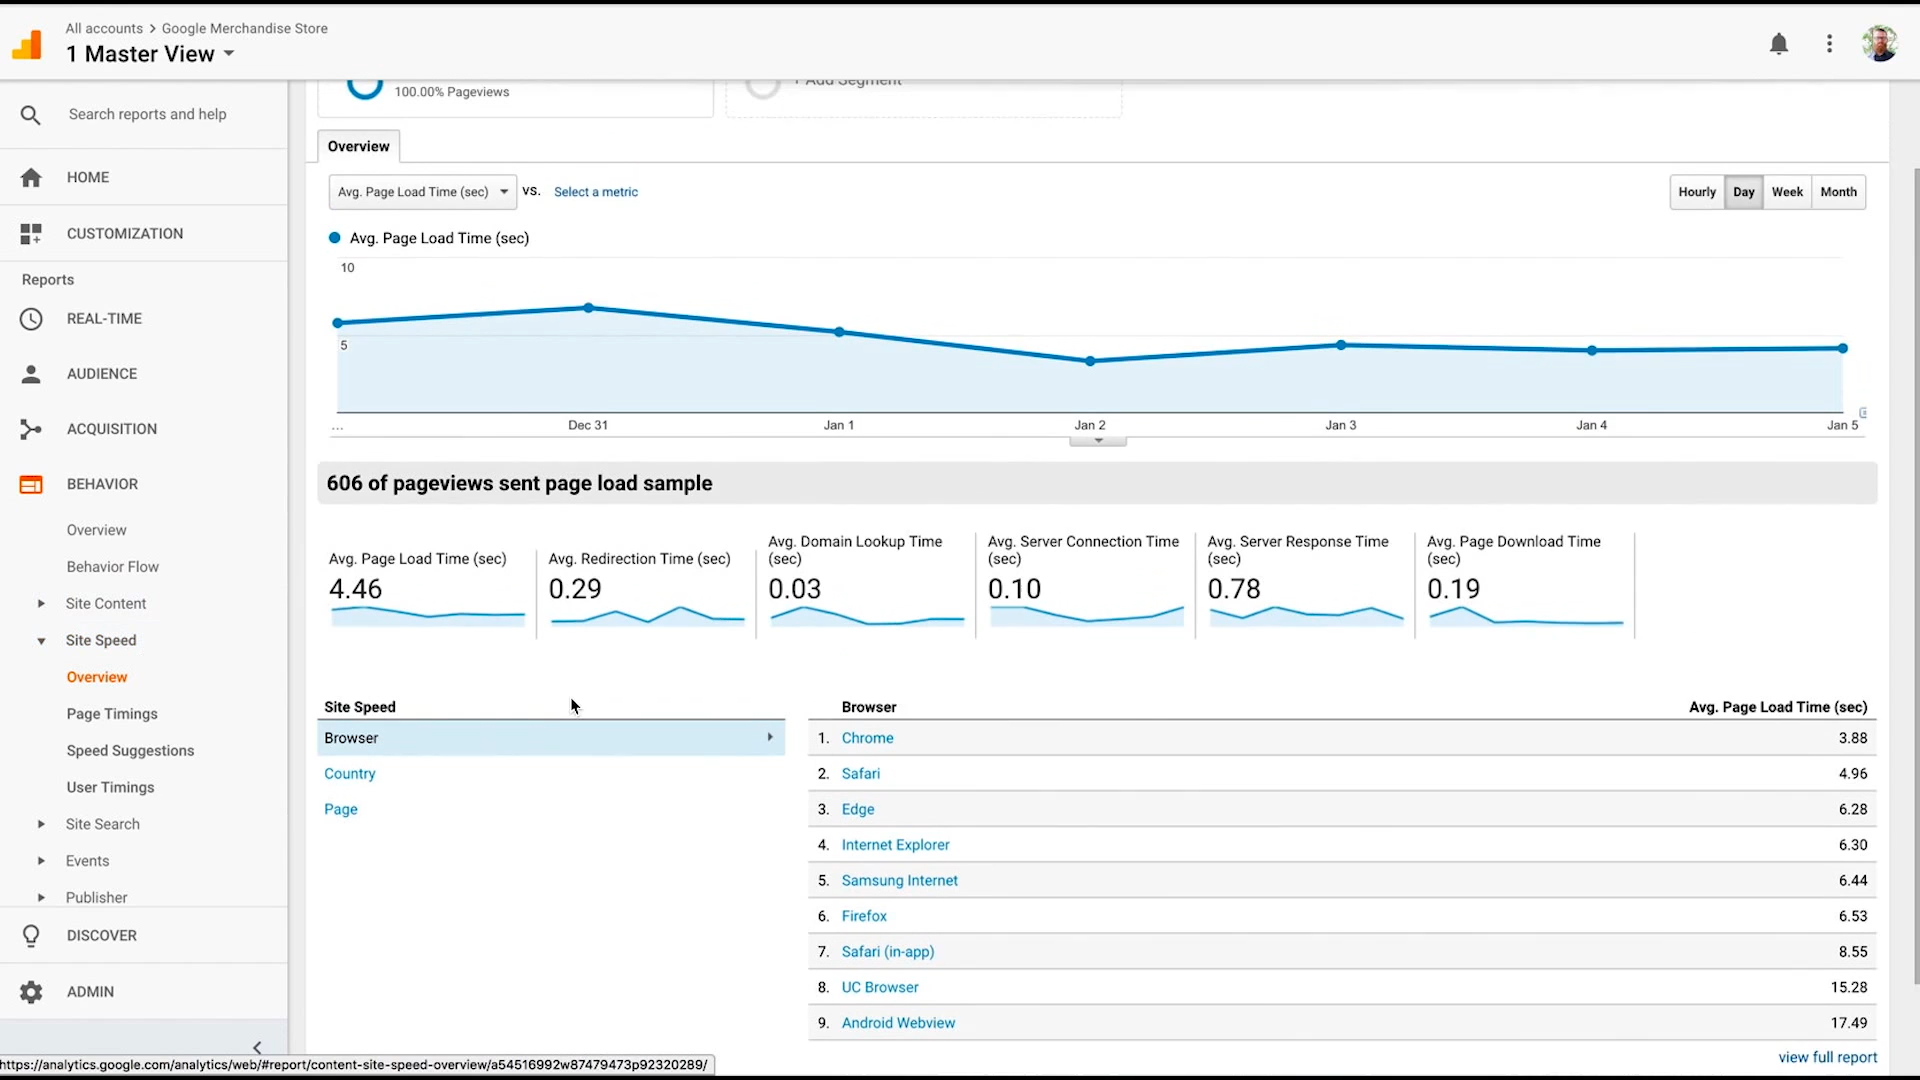 All accounts > Google Merchandise Store
1 Master View
Search reports and help
HOME
CUSTOMIZATION
Reports
REAL-TIME
AUDIENCE
ACQUISITION
BEHAVIOR
Overview
Behavior Flow
Site Content
Site Speed
Overview
Page Timings
Speed Suggestions
User Timings
Site Search
Events
Publisher
DISCOVER
ADMIN
100.00% Pageviews
+ Add Segment
Overview
Avg. Page Load Time (sec) VS. Select a metric
Hourly Day Week Month
Avg. Page Load Time (sec)
10
5
... Dec 31 Jan 1 Jan 2 Jan 3 Jan 4 Jan 5
606 of pageviews sent page load sample
Avg. Page Load Time (sec)
4.46
Avg. Redirection Time (sec)
0.29
Avg. Domain Lookup Time
(sec)
0.03
Avg. Server Connection Time
(sec)
0.10
Avg. Server Response Time
(sec)
0.78
Avg. Page Download Time
(sec)
0.19
Site Speed
Browser
Country
Page
Browser Avg. Page Load Time (sec)
1. Chrome 3.88
2. Safari 4.96
3. Edge 6.28
4. Internet Explorer 6.30
5. Samsung Internet 6.44
6. Firefox 6.53
7. Safari (in-app) 8.55
8. UC Browser 15.28
9. Android Webview 17.49
view full report
https://analytics.google.com/analytics/web/#report/content-site-speed-overview/a54516992w87479473p92320289/